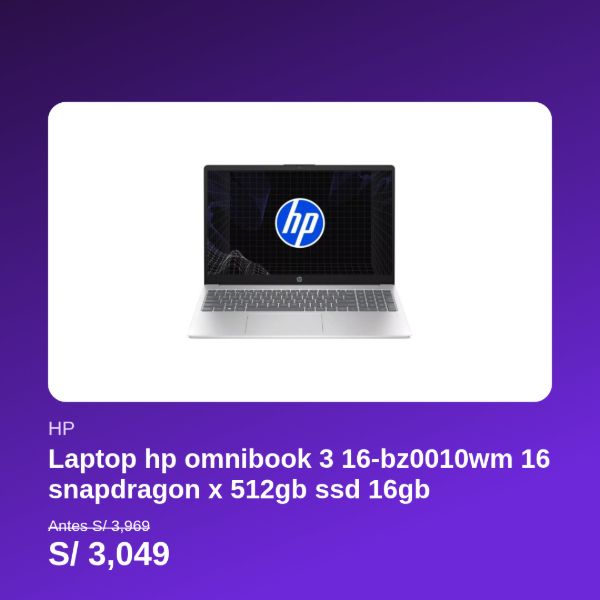 hp
HP
Laptop hp omnibook 3 16-bz0010wm 16
snapdragon x 512gb ssd 16gb
Antes S/ 3,969
S/ 3,049